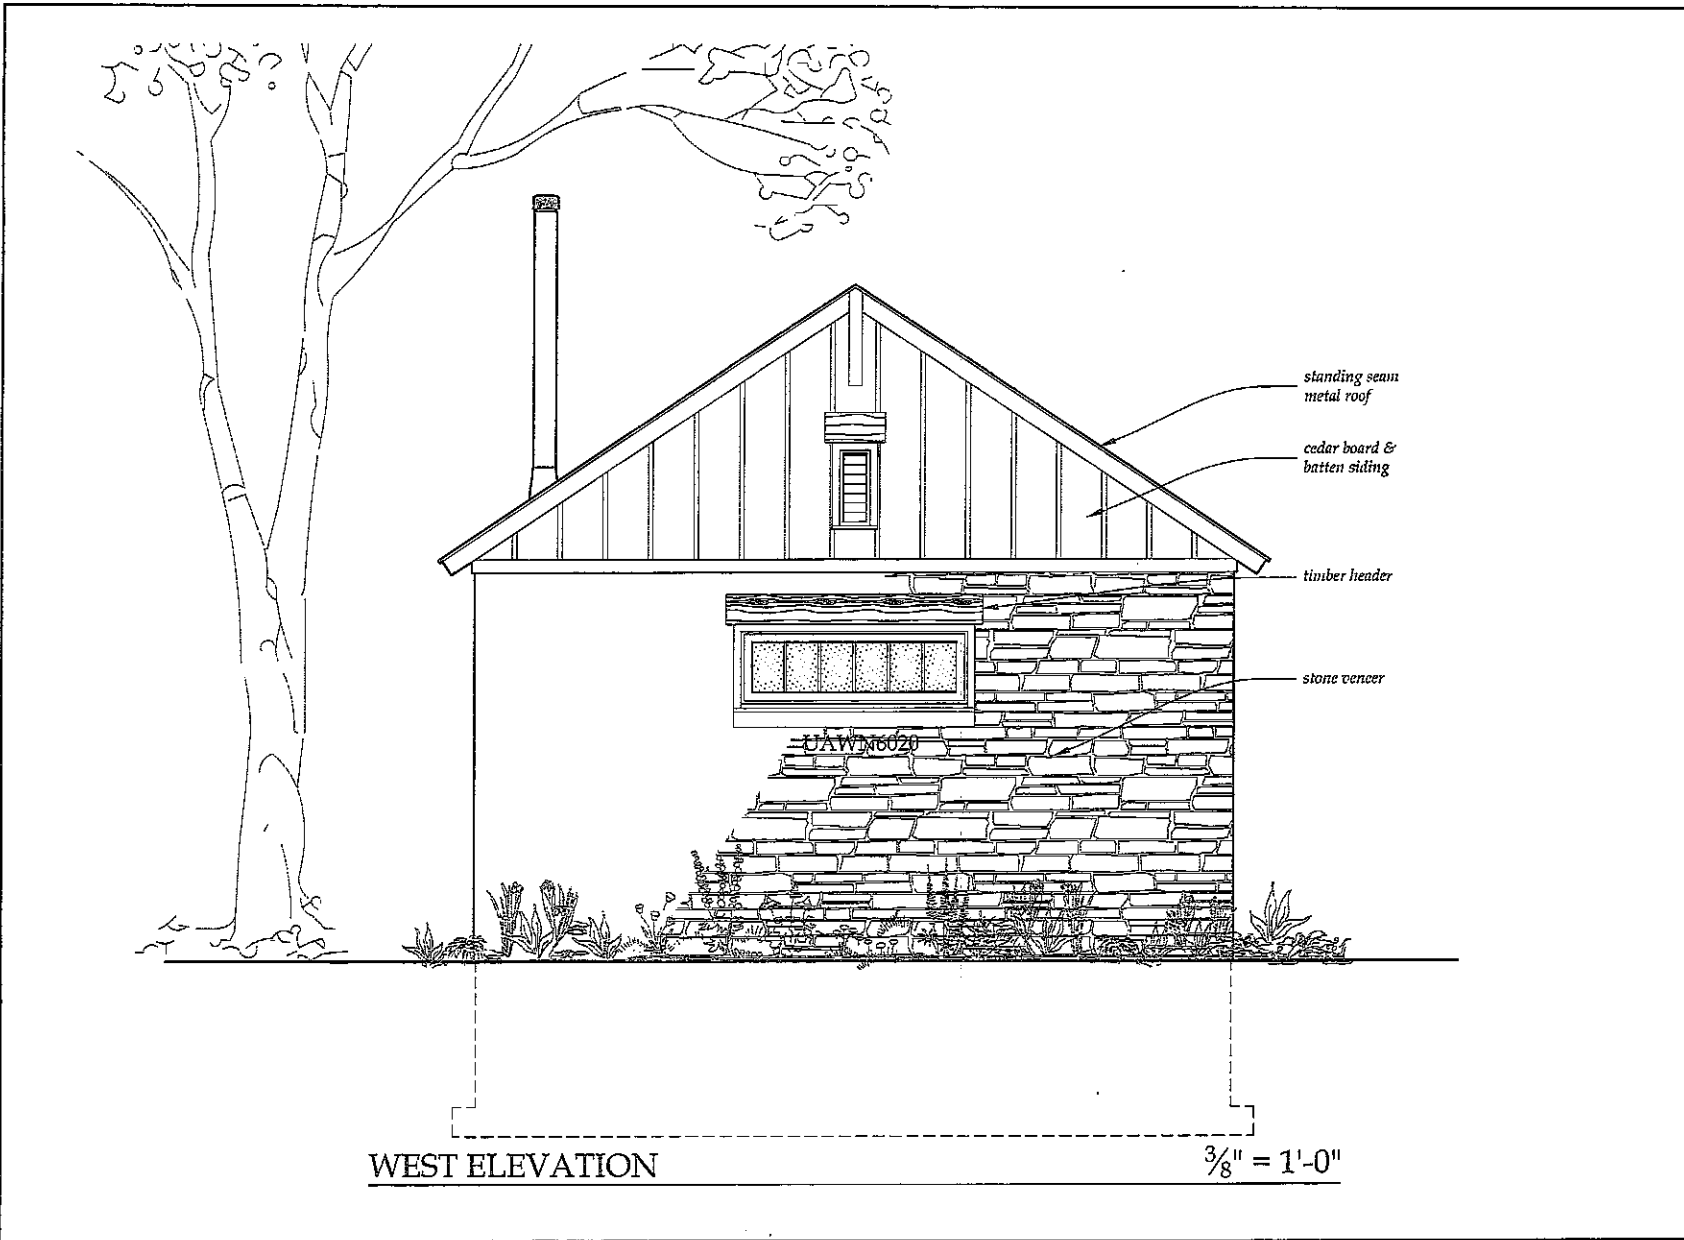 standing seam
metal roof
cedar board &
batten siding
timber header
stone veneer
UAWN6020
WEST ELEVATION
3/8" = 1'-0"